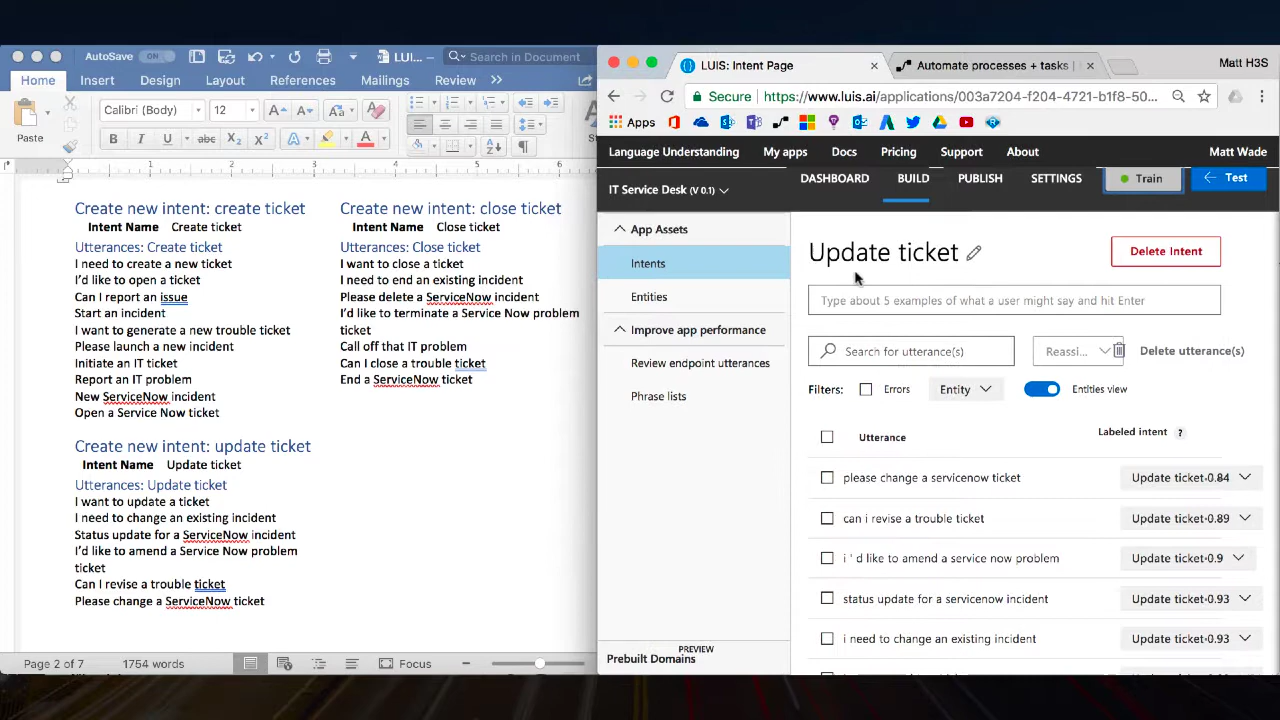 AutoSave
ON
LUI...
Search in Document
Home
Insert
Design
Layout
References
Mailings
Review
Paste
Calibri (Body)
12
Create new intent: create ticket
Intent Name Create ticket
Utterances: Create ticket
I need to create a new ticket
I'd like to open a ticket
Can I report an issue
Start an incident
I want to generate a new trouble ticket
Please launch a new incident
Initiate an IT ticket
Report an IT problem
New ServiceNow incident
Open a Service Now ticket
Create new intent: update ticket
Intent Name Update ticket
Utterances: Update ticket
I want to update a ticket
I need to change an existing incident
Status update for a ServiceNow incident
I'd like to amend a Service Now problem
ticket
Can I revise a trouble ticket
Please change a ServiceNow ticket
Create new intent: close ticket
Intent Name Close ticket
Utterances: Close ticket
I want to close a ticket
I need to end an existing incident
Please delete a ServiceNow incident
I'd like to terminate a Service Now problem
ticket
Call off that IT problem
Can I close a trouble ticket
End a ServiceNow ticket
Page 2 of 7
1754 words
Focus
LUIS: Intent Page
Automate processes + tasks |
Matt H3S
Secure
https://www.luis.ai/applications/003a7204-f204-4721-b1f8-50...
Apps
Language Understanding
My apps
Docs
Pricing
Support
About
Matt Wade
IT Service Desk (V 0.1)
DASHBOARD
BUILD
PUBLISH
SETTINGS
Train
Test
App Assets
Intents
Entities
Improve app performance
Review endpoint utterances
Phrase lists
PREVIEW
Prebuilt Domains
Update ticket
Delete Intent
Type about 5 examples of what a user might say and hit Enter
Search for utterance(s)
Reassi...
Delete utterance(s)
Filters:
Errors
Entity
Entities view
Utterance
Labeled intent ?
please change a servicenow ticket
Update ticket 0.84
can i revise a trouble ticket
Update ticket 0.89
i ' d like to amend a service now problem
Update ticket 0.9
status update for a servicenow incident
Update ticket 0.93
i need to change an existing incident
Update ticket 0.93